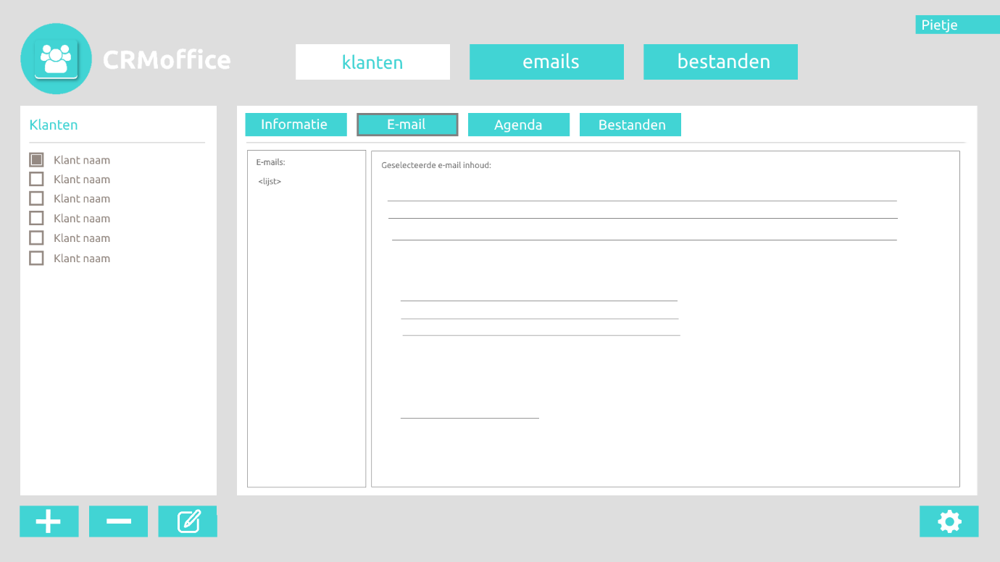 Pietje
CRMoffice
klanten
emails
bestanden
Klanten
Klant naam
Klant naam
Klant naam
Klant naam
Klant naam
Klant naam
Informatie
E-mail
Agenda
Bestanden
E-mails:
<lijst>
Geselecteerde e-mail inhoud: